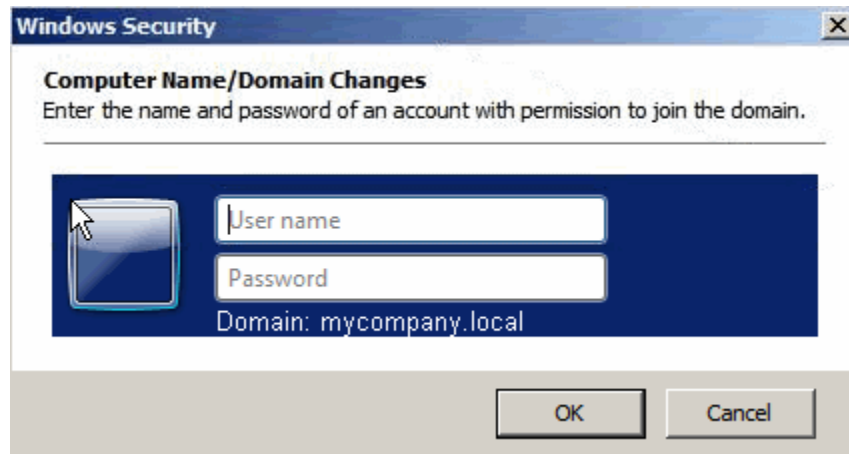 Windows Security
Computer Name/Domain Changes
Enter the name and password of an account with permission to join the domain.
User name
Password
Domain: mycompany.local
OK Cancel